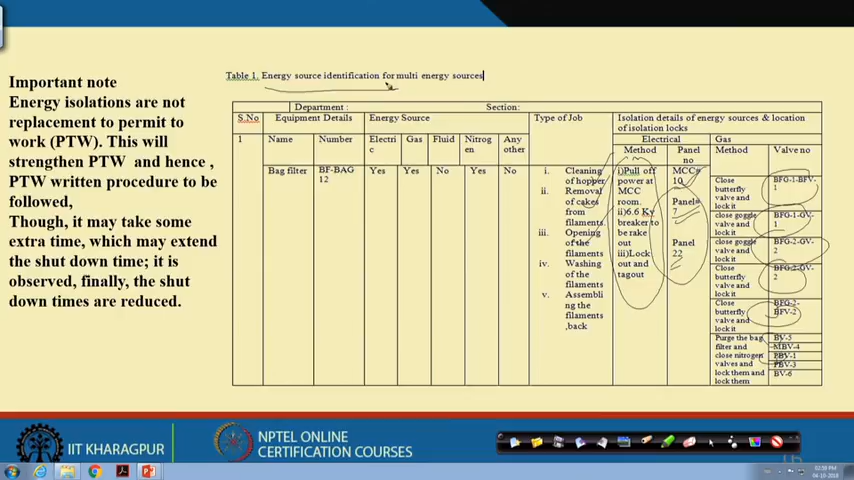 Important note
Energy isolations are not
replacement to permit to
work (PTW). This will
strengthen PTW and hence ,
PTW written procedure to be
followed,
Though, it may take some
extra time, which may extend
the shut down time; it is
observed, finally, the shut
down times are reduced.
Table 1. Energy source identification for multi energy sources
Department : Section:
S.No Equipment Details Energy Source Type of Job Isolation details of energy sources & location
of isolation locks
1 Name Number Electri
c Gas Fluid Nitrog
en Any
other Electrical Gas
Method Panel
no Method Valve no
Bag filter BF-BAG
12 Yes Yes No Yes No
i. Cleaning
of hopper
ii. Removal
of cakes
from
filaments.
iii. Opening
of the
filaments
iv. Washing
of the
filaments
v. Assembli
ng the
filaments
,back
i)Pull off
power at
MCC
room.
ii)6.6 Kv
breaker to
be rake
out
iii)Lock
out and
tagout
MCC#
10
Panel#
7
Panel
22
Close
butterfly
valve and
lock it
BFG-1-BFV-
1
close goggle
valve and
lock it
BFG-1-GV-
1
close goggle
valve and
lock it
BFG-2-GV-
2
Close
butterfly
valve and
lock it
BFG-2-GV-
2
Close
butterfly
valve and
lock it
BFG-2-
BFV-2
Purge the bag
filter and
close nitrogen
valves and
lock them and
lock them
BV-5
MBV-4
PBV-1
PBV-3
BV-6
IIT KHARAGPUR
NPTEL ONLINE
CERTIFICATION COURSES
02:59 PM
04-10-2018